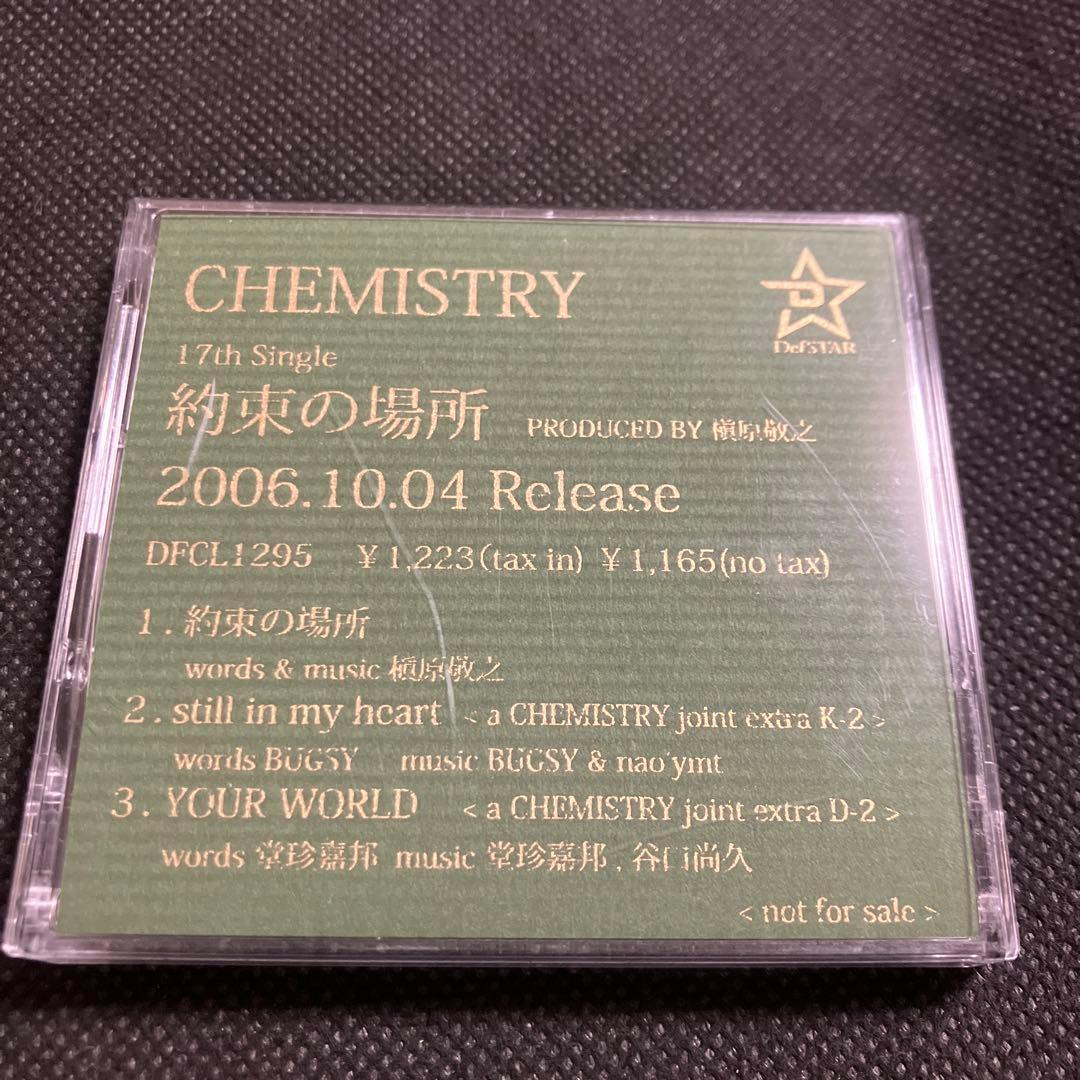 CHEMISTRY
D
DefSTAR
17th Single
約束の場所 PRODUCED BY 槇原敬之
2006.10.04 Release
DFCL1295 ¥1,223(tax in) ¥1,165(no tax)
1. 約束の場所
words & music 槇原敬之
2. still in my heart < a CHEMISTRY joint extra K-2 >
words BUGSY music BUGSY & nao'ymt
3. YOUR WORLD < a CHEMISTRY joint extra D-2 >
words 堂珍嘉邦 music 堂珍嘉邦, 谷口尚久
< not for sale >